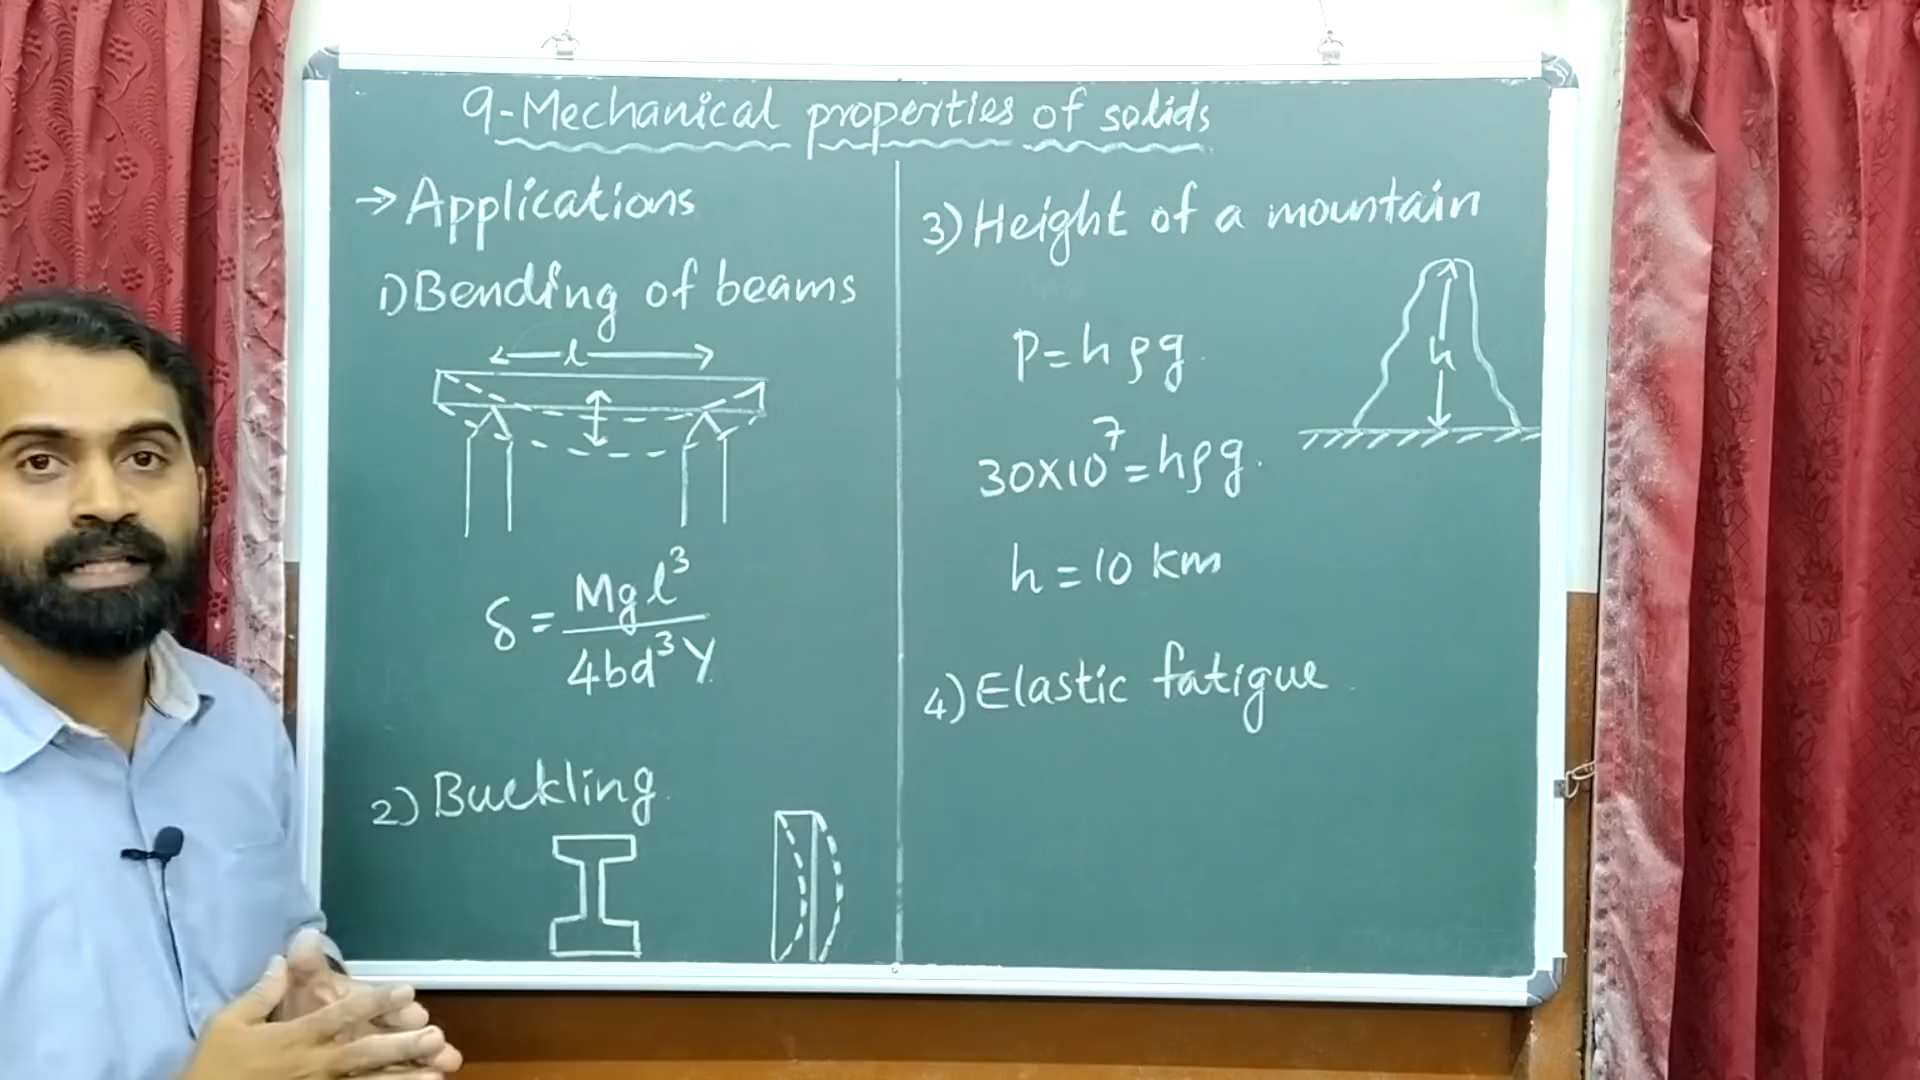 9-Mechanical properties of solids
→Applications
1)Bending of beams
l
δ = Mgl³ / 4bd³Y
2) Buckling
3) Height of a mountain
h
P=hρg
30×10⁷=hρg
h=10 km
4) Elastic fatigue